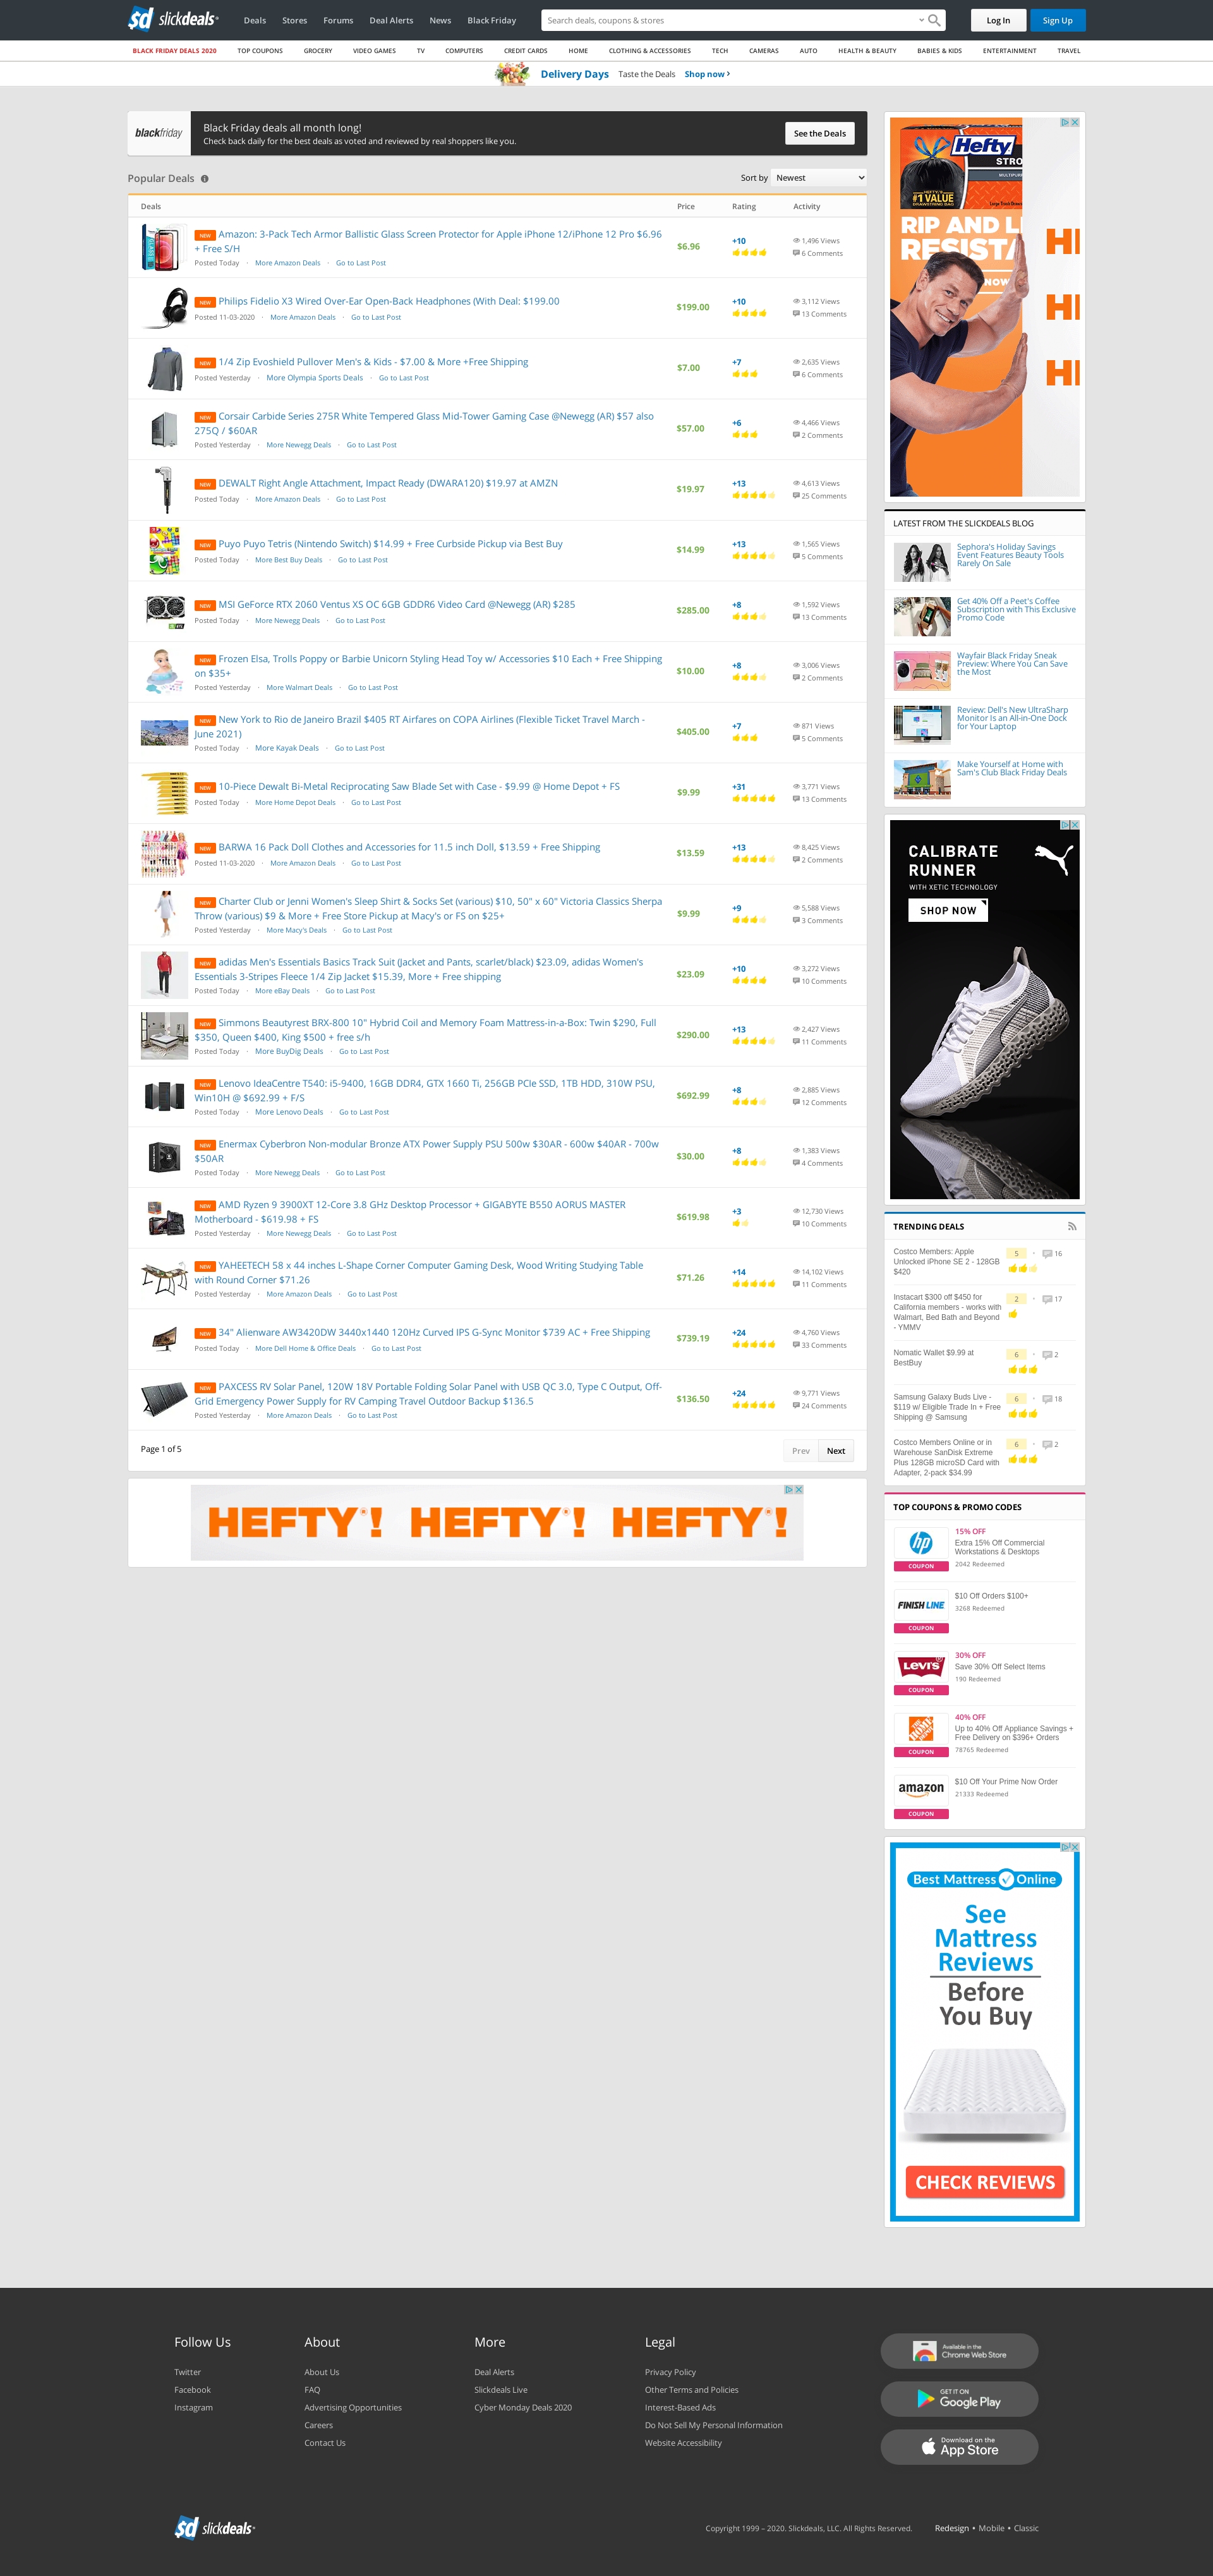 sd slickdeals
Deals Stores Forums Deal Alerts News Black Friday
Search deals, coupons & stores
Log In Sign Up
BLACK FRIDAY DEALS 2020 TOP COUPONS GROCERY VIDEO GAMES TV COMPUTERS CREDIT CARDS HOME CLOTHING & ACCESSORIES TECH CAMERAS AUTO HEALTH & BEAUTY BABIES & KIDS ENTERTAINMENT TRAVEL
Delivery Days Taste the Deals Shop now ›
blackfriday
Black Friday deals all month long!
Check back daily for the best deals as voted and reviewed by real shoppers like you.
See the Deals
Popular Deals
Sort by Newest
Deals Price Rating Activity
NEW Amazon: 3-Pack Tech Armor Ballistic Glass Screen Protector for Apple iPhone 12/iPhone 12 Pro $6.96
+ Free S/H
Posted Today · More Amazon Deals · Go to Last Post
$6.96
+10
1,496 Views
6 Comments
NEW Philips Fidelio X3 Wired Over-Ear Open-Back Headphones (With Deal: $199.00
Posted 11-03-2020 · More Amazon Deals · Go to Last Post
$199.00
+10
3,112 Views
13 Comments
NEW 1/4 Zip Evoshield Pullover Men's & Kids - $7.00 & More +Free Shipping
Posted Yesterday · More Olympia Sports Deals · Go to Last Post
$7.00
+7
2,635 Views
6 Comments
NEW Corsair Carbide Series 275R White Tempered Glass Mid-Tower Gaming Case @Newegg (AR) $57 also
275Q / $60AR
Posted Yesterday · More Newegg Deals · Go to Last Post
$57.00
+6
4,466 Views
2 Comments
NEW DEWALT Right Angle Attachment, Impact Ready (DWARA120) $19.97 at AMZN
Posted Today · More Amazon Deals · Go to Last Post
$19.97
+13
4,613 Views
25 Comments
NEW Puyo Puyo Tetris (Nintendo Switch) $14.99 + Free Curbside Pickup via Best Buy
Posted Today · More Best Buy Deals · Go to Last Post
$14.99
+13
1,565 Views
5 Comments
NEW MSI GeForce RTX 2060 Ventus XS OC 6GB GDDR6 Video Card @Newegg (AR) $285
Posted Today · More Newegg Deals · Go to Last Post
$285.00
+8
1,592 Views
13 Comments
NEW Frozen Elsa, Trolls Poppy or Barbie Unicorn Styling Head Toy w/ Accessories $10 Each + Free Shipping
on $35+
Posted Yesterday · More Walmart Deals · Go to Last Post
$10.00
+8
3,006 Views
2 Comments
NEW New York to Rio de Janeiro Brazil $405 RT Airfares on COPA Airlines (Flexible Ticket Travel March -
June 2021)
Posted Today · More Kayak Deals · Go to Last Post
$405.00
+7
871 Views
5 Comments
NEW 10-Piece Dewalt Bi-Metal Reciprocating Saw Blade Set with Case - $9.99 @ Home Depot + FS
Posted Today · More Home Depot Deals · Go to Last Post
$9.99
+31
3,771 Views
13 Comments
NEW BARWA 16 Pack Doll Clothes and Accessories for 11.5 inch Doll, $13.59 + Free Shipping
Posted 11-03-2020 · More Amazon Deals · Go to Last Post
$13.59
+13
8,425 Views
2 Comments
NEW Charter Club or Jenni Women's Sleep Shirt & Socks Set (various) $10, 50" x 60" Victoria Classics Sherpa
Throw (various) $9 & More + Free Store Pickup at Macy's or FS on $25+
Posted Yesterday · More Macy's Deals · Go to Last Post
$9.99
+9
5,588 Views
3 Comments
NEW adidas Men's Essentials Basics Track Suit (Jacket and Pants, scarlet/black) $23.09, adidas Women's
Essentials 3-Stripes Fleece 1/4 Zip Jacket $15.39, More + Free shipping
Posted Today · More eBay Deals · Go to Last Post
$23.09
+10
3,272 Views
10 Comments
NEW Simmons Beautyrest BRX-800 10" Hybrid Coil and Memory Foam Mattress-in-a-Box: Twin $290, Full
$350, Queen $400, King $500 + free s/h
Posted Today · More BuyDig Deals · Go to Last Post
$290.00
+13
2,427 Views
11 Comments
NEW Lenovo IdeaCentre T540: i5-9400, 16GB DDR4, GTX 1660 Ti, 256GB PCIe SSD, 1TB HDD, 310W PSU,
Win10H @ $692.99 + F/S
Posted Today · More Lenovo Deals · Go to Last Post
$692.99
+8
2,885 Views
12 Comments
NEW Enermax Cyberbron Non-modular Bronze ATX Power Supply PSU 500w $30AR - 600w $40AR - 700w
$50AR
Posted Today · More Newegg Deals · Go to Last Post
$30.00
+8
1,383 Views
4 Comments
NEW AMD Ryzen 9 3900XT 12-Core 3.8 GHz Desktop Processor + GIGABYTE B550 AORUS MASTER
Motherboard - $619.98 + FS
Posted Yesterday · More Newegg Deals · Go to Last Post
$619.98
+3
12,730 Views
10 Comments
NEW YAHEETECH 58 x 44 inches L-Shape Corner Computer Gaming Desk, Wood Writing Studying Table
with Round Corner $71.26
Posted Yesterday · More Amazon Deals · Go to Last Post
$71.26
+14
14,102 Views
11 Comments
NEW 34" Alienware AW3420DW 3440x1440 120Hz Curved IPS G-Sync Monitor $739 AC + Free Shipping
Posted Today · More Dell Home & Office Deals · Go to Last Post
$739.19
+24
4,760 Views
33 Comments
NEW PAXCESS RV Solar Panel, 120W 18V Portable Folding Solar Panel with USB QC 3.0, Type C Output, Off-
Grid Emergency Power Supply for RV Camping Travel Outdoor Backup $136.5
Posted Yesterday · More Amazon Deals · Go to Last Post
$136.50
+24
9,771 Views
24 Comments
Page 1 of 5
Prev Next
HEFTY! HEFTY! HEFTY!
Hefty
STRO
#1 VALUE
RIP AND L
RESISTA
NOW
H
H
H
LATEST FROM THE SLICKDEALS BLOG
Sephora's Holiday Savings
Event Features Beauty Tools
Rarely On Sale
Get 40% Off a Peet's Coffee
Subscription with This Exclusive
Promo Code
Wayfair Black Friday Sneak
Preview: Where You Can Save
the Most
Review: Dell's New UltraSharp
Monitor Is an All-in-One Dock
for Your Laptop
Make Yourself at Home with
Sam's Club Black Friday Deals
CALIBRATE
RUNNER
WITH XETIC TECHNOLOGY
SHOP NOW
TRENDING DEALS
Costco Members: Apple
Unlocked iPhone SE 2 - 128GB
$420
5 · 16
Instacart $300 off $450 for
California members - works with
Walmart, Bed Bath and Beyond
- YMMV
2 · 17
Nomatic Wallet $9.99 at
BestBuy
6 · 2
Samsung Galaxy Buds Live -
$119 w/ Eligible Trade In + Free
Shipping @ Samsung
6 · 18
Costco Members Online or in
Warehouse SanDisk Extreme
Plus 128GB microSD Card with
Adapter, 2-pack $34.99
6 · 2
TOP COUPONS & PROMO CODES
hp
COUPON
15% OFF
Extra 15% Off Commercial
Workstations & Desktops
2042 Redeemed
FINISH LINE
COUPON
$10 Off Orders $100+
3268 Redeemed
LEVI'S
COUPON
30% OFF
Save 30% Off Select Items
190 Redeemed
COUPON
40% OFF
Up to 40% Off Appliance Savings +
Free Delivery on $396+ Orders
78765 Redeemed
amazon
COUPON
$10 Off Your Prime Now Order
21333 Redeemed
Best Mattress Online
See
Mattress
Reviews
Before
You Buy
CHECK REVIEWS
Follow Us
Twitter
Facebook
Instagram
About
About Us
FAQ
Advertising Opportunities
Careers
Contact Us
More
Deal Alerts
Slickdeals Live
Cyber Monday Deals 2020
Legal
Privacy Policy
Other Terms and Policies
Interest-Based Ads
Do Not Sell My Personal Information
Website Accessibility
Available in the
Chrome Web Store
GET IT ON
Google Play
Download on the
App Store
sd slickdeals
Copyright 1999 – 2020. Slickdeals, LLC. All Rights Reserved.
Redesign • Mobile • Classic